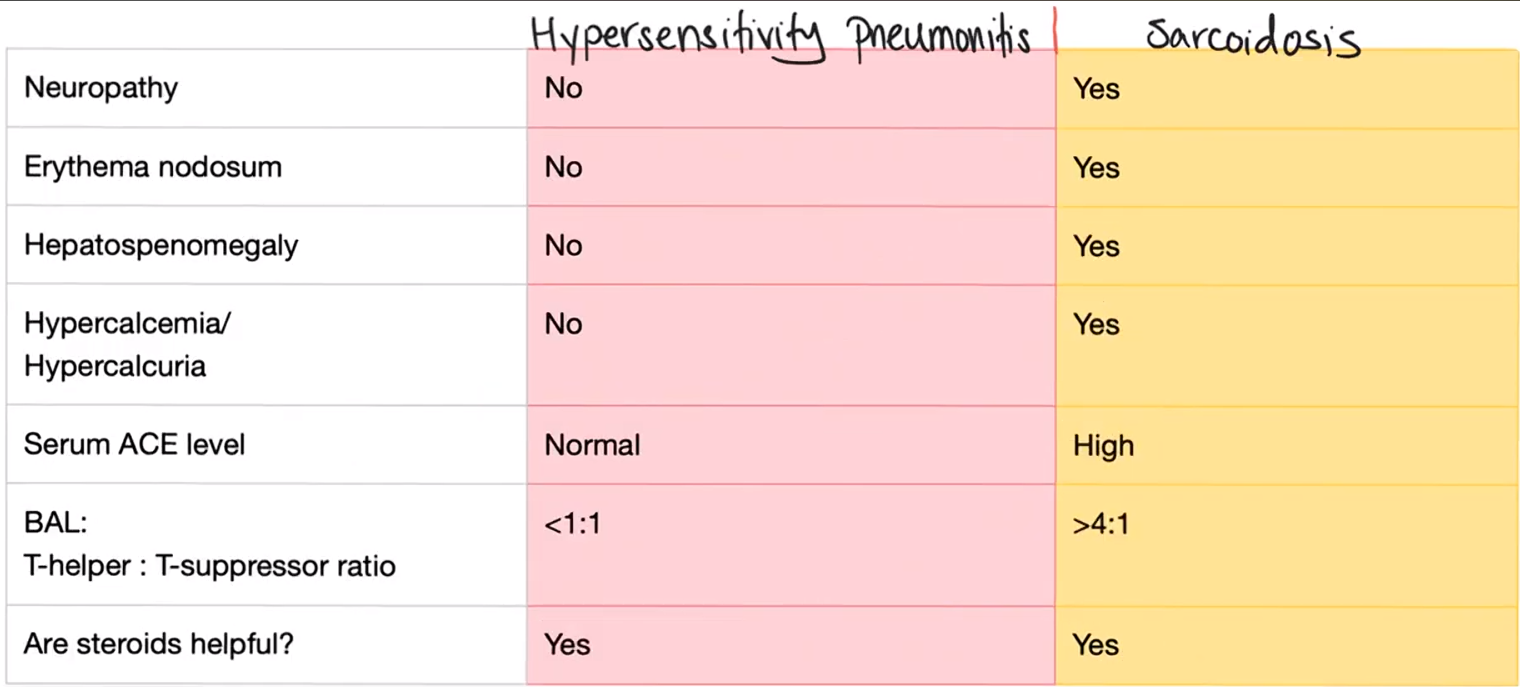 Hypersensitivity Pneumonitis Sarcoidosis
Neuropathy No Yes
Erythema nodosum No Yes
Hepatospenomegaly No Yes
Hypercalcemia/ No Yes
Hypercalcuria
Serum ACE level Normal High
BAL: <1:1 >4:1
T-helper : T-suppressor ratio
Are steroids helpful? Yes Yes